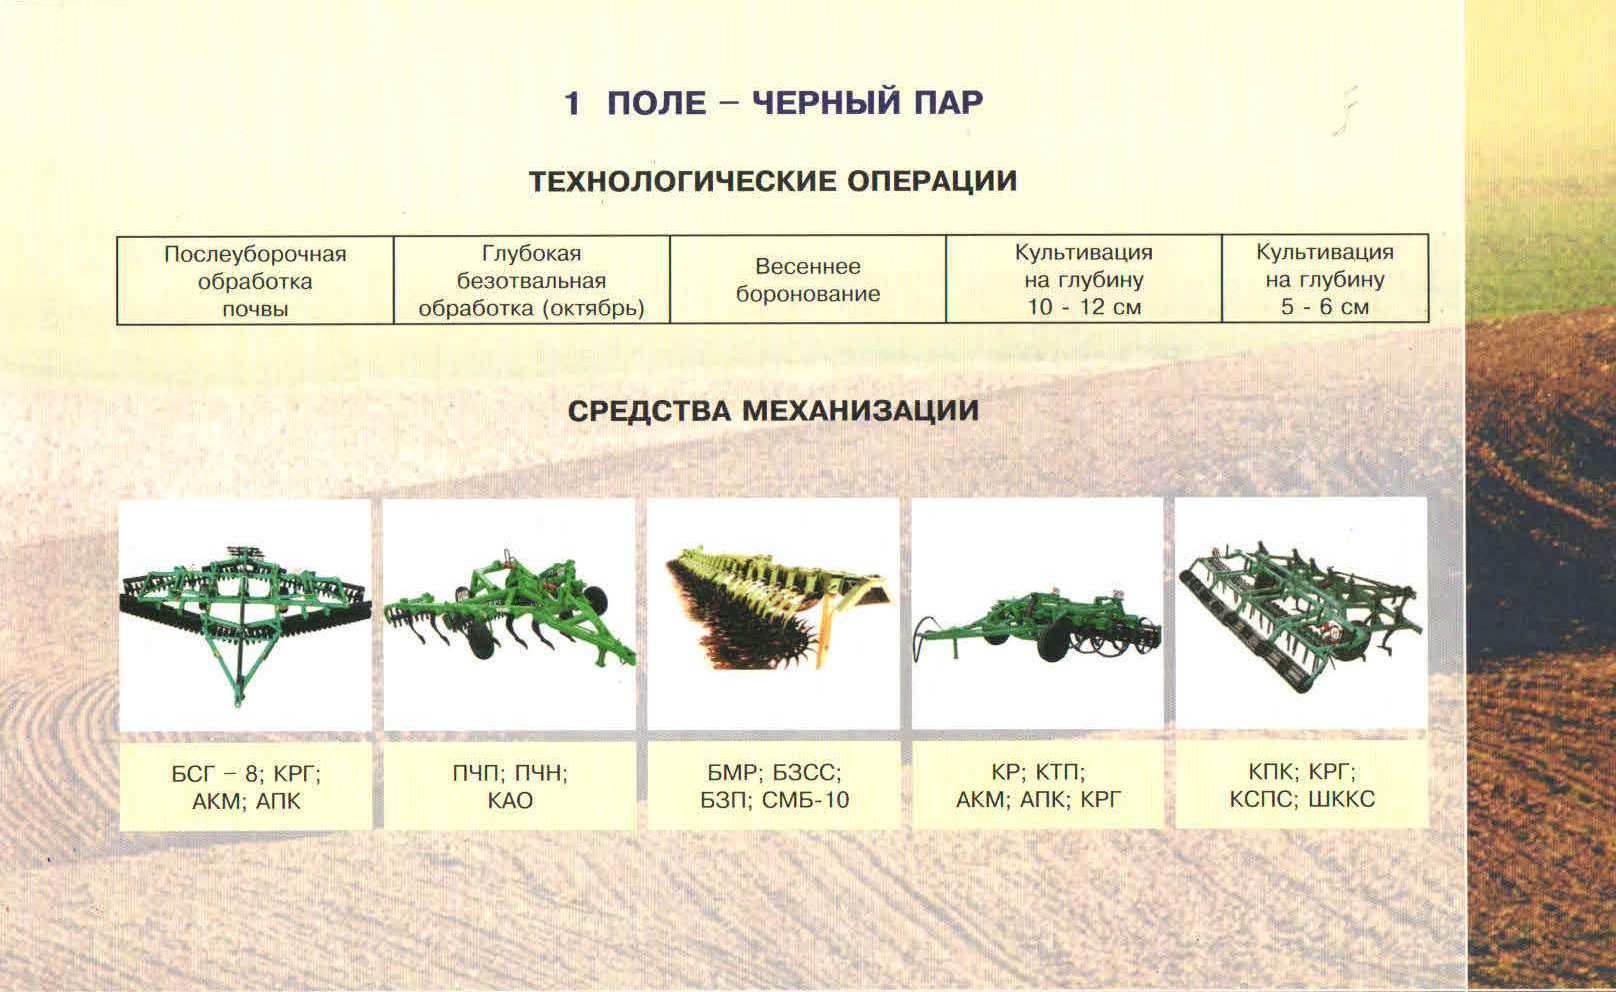 1 ПОЛЕ – ЧЕРНЫЙ ПАР
ТЕХНОЛОГИЧЕСКИЕ ОПЕРАЦИИ
Послеуборочная
обработка
почвы
Глубокая
безотвальная
обработка (октябрь)
Весеннее
боронование
Культивация
на глубину
10 - 12 см
Культивация
на глубину
5 - 6 см
СРЕДСТВА МЕХАНИЗАЦИИ
БСГ – 8; КРГ;
АКМ; АПК
ПЧП; ПЧН;
КАО
БМР; БЗСС;
БЗП; СМБ-10
КР; КТП;
АКМ; АПК; КРГ
КПК; КРГ;
КСПС; ШККС